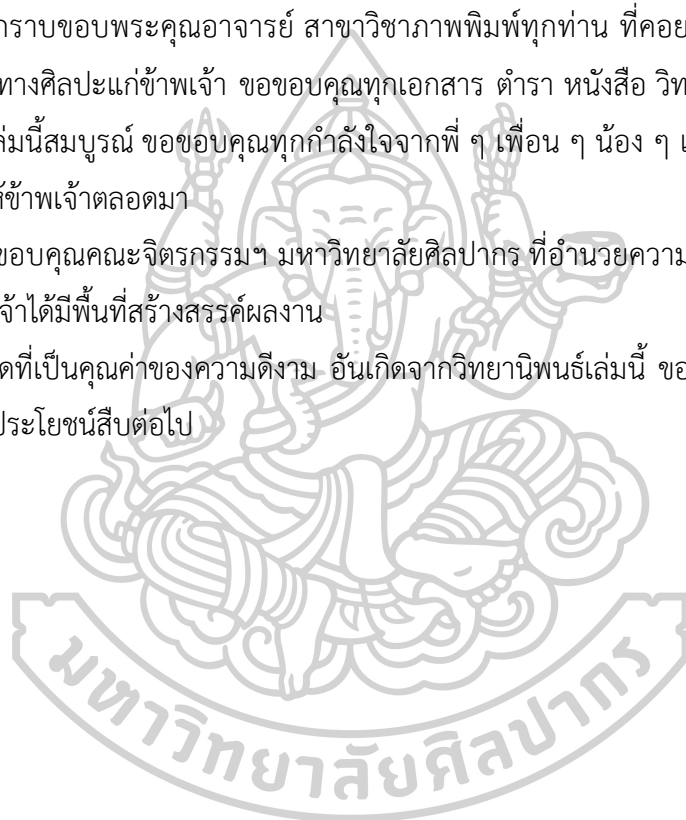 กราบขอบพระคุณอาจารย์ สาขาวิชาภาพพิมพ์ทุกท่าน ที่คอย
ทางศิลปะแก่ข้าพเจ้า ขอขอบคุณทุกเอกสาร ตำรา หนังสือ วิท
ล่มนี้สมบูรณ์ ขอขอบคุณทุกกำลังใจจากพี่ ๆ เพื่อน ๆ น้อง ๆ แ
ห้ข้าพเจ้าตลอดมา
ขอบคุณคณะจิตรกรรมฯ มหาวิทยาลัยศิลปากร ที่อำนวยความ
จ้าได้มีพื้นที่สร้างสรรค์ผลงาน
ดที่เป็นคุณค่าของความดีงาม อันเกิดจากวิทยานิพนธ์เล่มนี้ ขอ
ประโยชน์สืบต่อไป
มหาวิทยาลัยศิลปากร